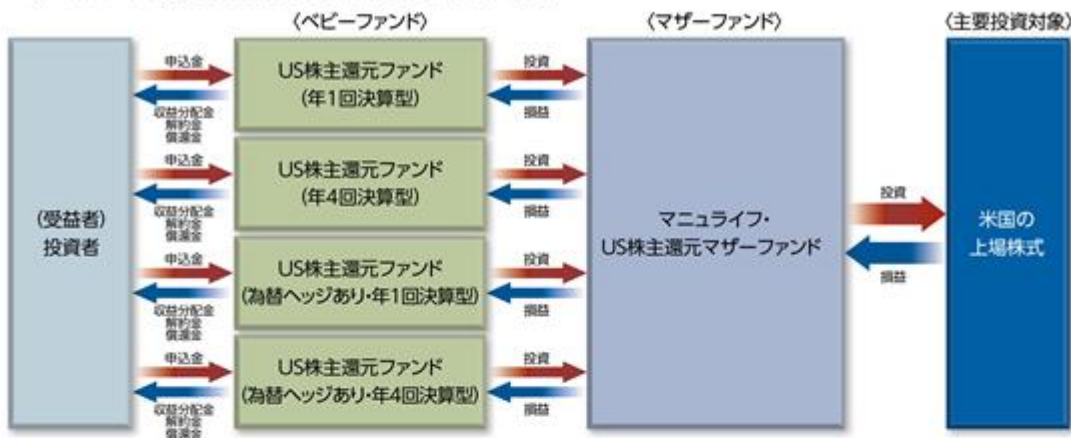 〈ベビーファンド〉
〈マザーファンド〉
〈主要投資対象〉
(受益者)
投資者
申込金
収益分配金
解約金
償還金
US株主還元ファンド
(年1回決算型)
投資
損益
申込金
収益分配金
解約金
償還金
US株主還元ファンド
(年4回決算型)
投資
損益
申込金
収益分配金
解約金
償還金
US株主還元ファンド
(為替ヘッジあり・年1回決算型)
投資
損益
申込金
収益分配金
解約金
償還金
US株主還元ファンド
(為替ヘッジあり・年4回決算型)
投資
損益
マニュライフ・
US株主還元マザーファンド
投資
損益
米国の
上場株式